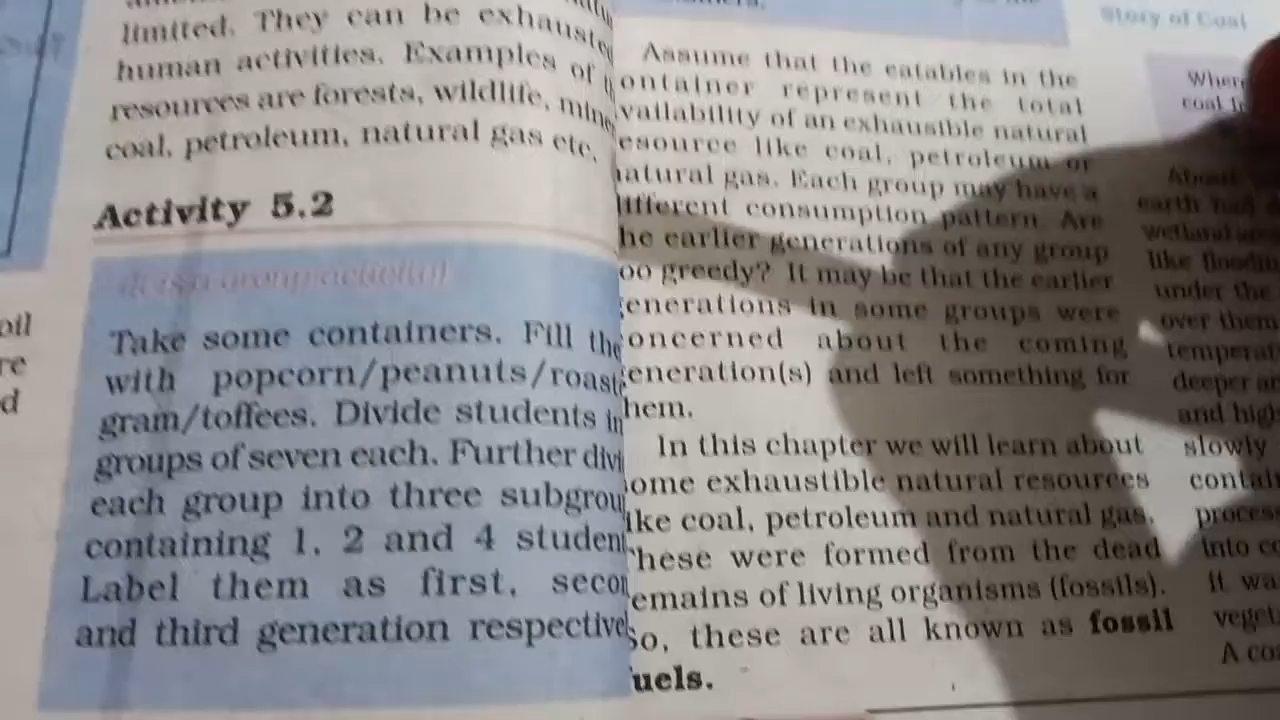 limited. They can be exhausted
human activities. Examples of
resources are forests, wildlife,
coal, petroleum, natural gas etc.
Activity 5.2
Take some containers. Fill the
with popcorn/peanuts/roast
gram/toffees. Divide students in
groups of seven each. Further divi
each group into three subgrou
containing 1, 2 and 4 studen
Label them as first, secon
and third generation respective
Assume that the eatables in the
ontainer represent the total
vailability of an exhausible natural
esource like coal, petroleum or
natural gas. Each group may have a
ifferent consumption pattern. Are
he earlier generations of any group
oo greedy? It may be that the earlier
enerations in some groups were
oncerned about the coming
eneration(s) and left something for
hem.
In this chapter we will learn about
ome exhaustible natural resources
ike coal, petroleum and natural gas.
These were formed from the dead
emains of living organisms (fossils).
So, these are all known as fossil
uels.
Story of Coal
Where
coal
About
earth had
wetland
like
under the
over them
temperat
deeper
and high
slowly
contai
process
into
it wa
veget
A
oil
re
d